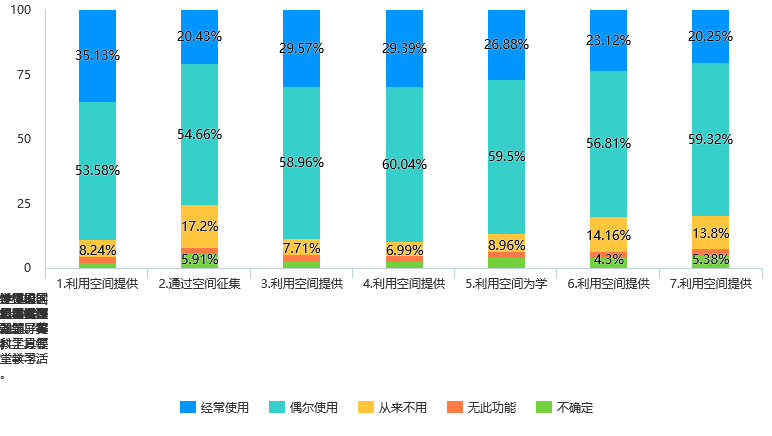 100
75
50
25
0
35.13% 20.43% 29.57% 29.39% 26.88% 23.12% 20.25%
53.58% 54.66% 58.96% 60.04% 59.5% 56.81% 59.32%
8.24% 17.2% 7.71% 6.99% 8.96% 14.16% 13.8%
5.91% 4.3% 5.38%
1.利用空间提供 2.通过空间征集 3.利用空间提供 4.利用空间提供 5.利用空间为学 6.利用空间提供 7.利用空间提供
。
经常使用 偶尔使用 从来不用 无此功能 不确定